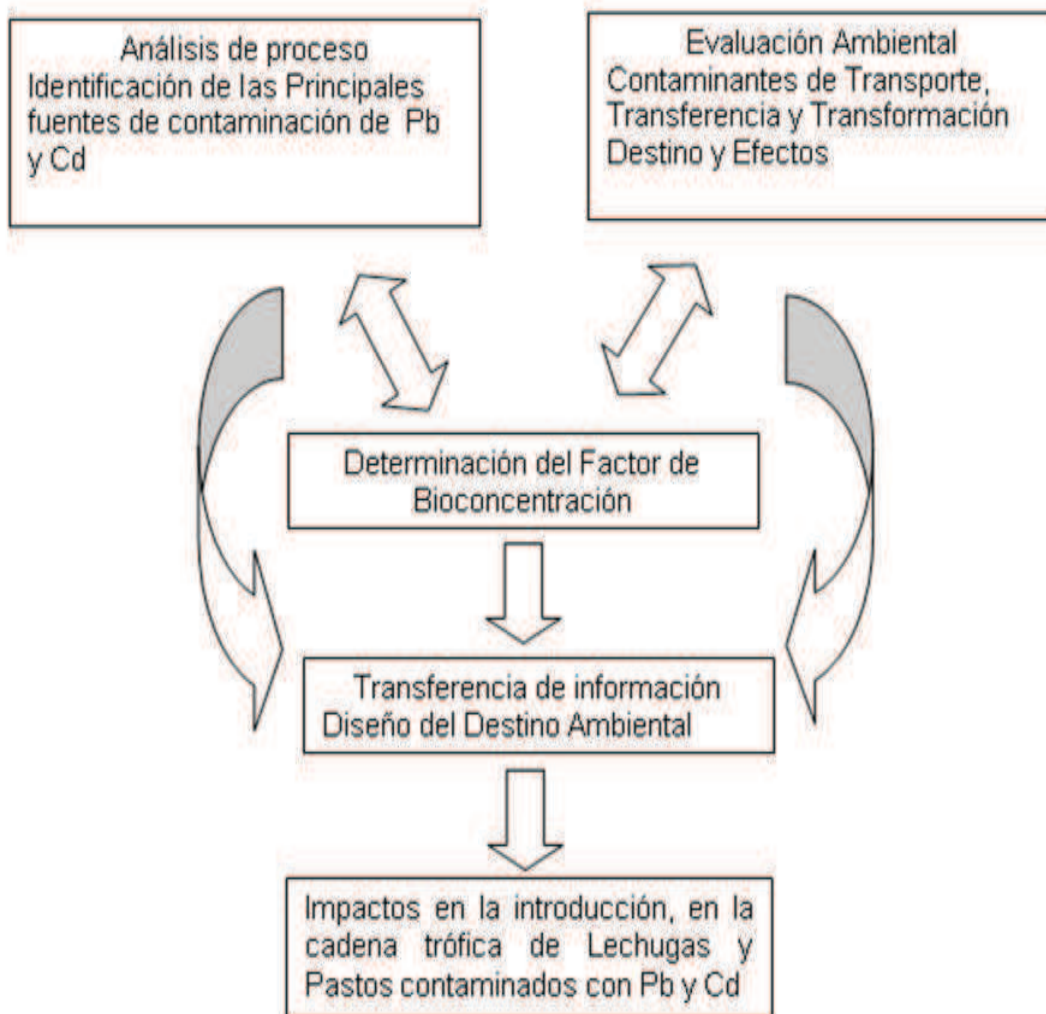 Análisis de proceso
Identificación de las Principales
fuentes de contaminación de Pb
y Cd
Evaluación Ambiental
Contaminantes de Transporte,
Transferencia y Transformación
Destino y Efectos
Determinación del Factor de
Bioconcentración
Transferencia de información
Diseño del Destino Ambiental
Impactos en la introducción, en la
cadena trófica de Lechugas y
Pastos contaminados con Pb y Cd